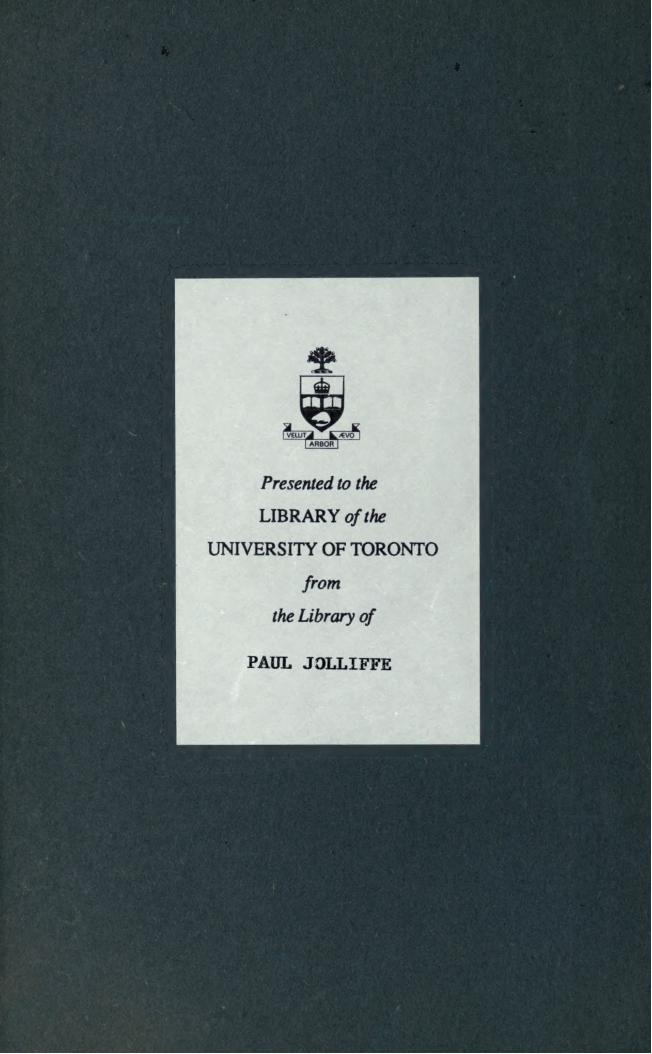 VELUT ÆVO
ARBOR
Presented to the
LIBRARY of the
UNIVERSITY OF TORONTO
from
the Library of
PAUL JOLLIFFE